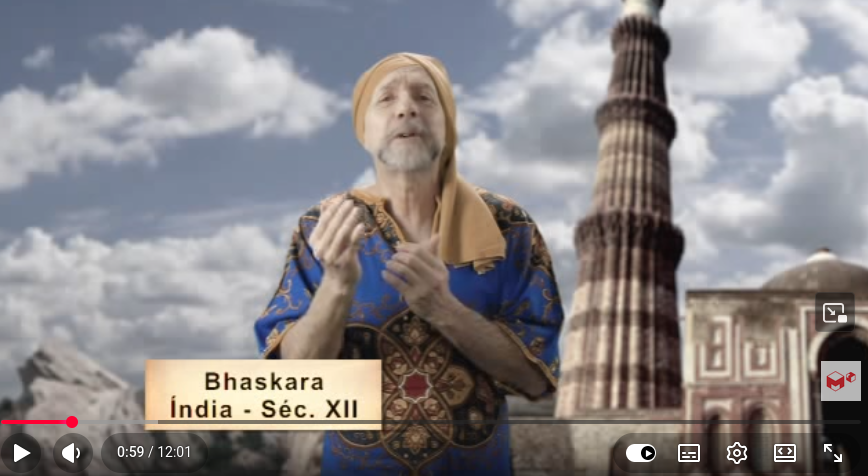 Bhaskara
Índia - Séc. XII
0:59 / 12:01